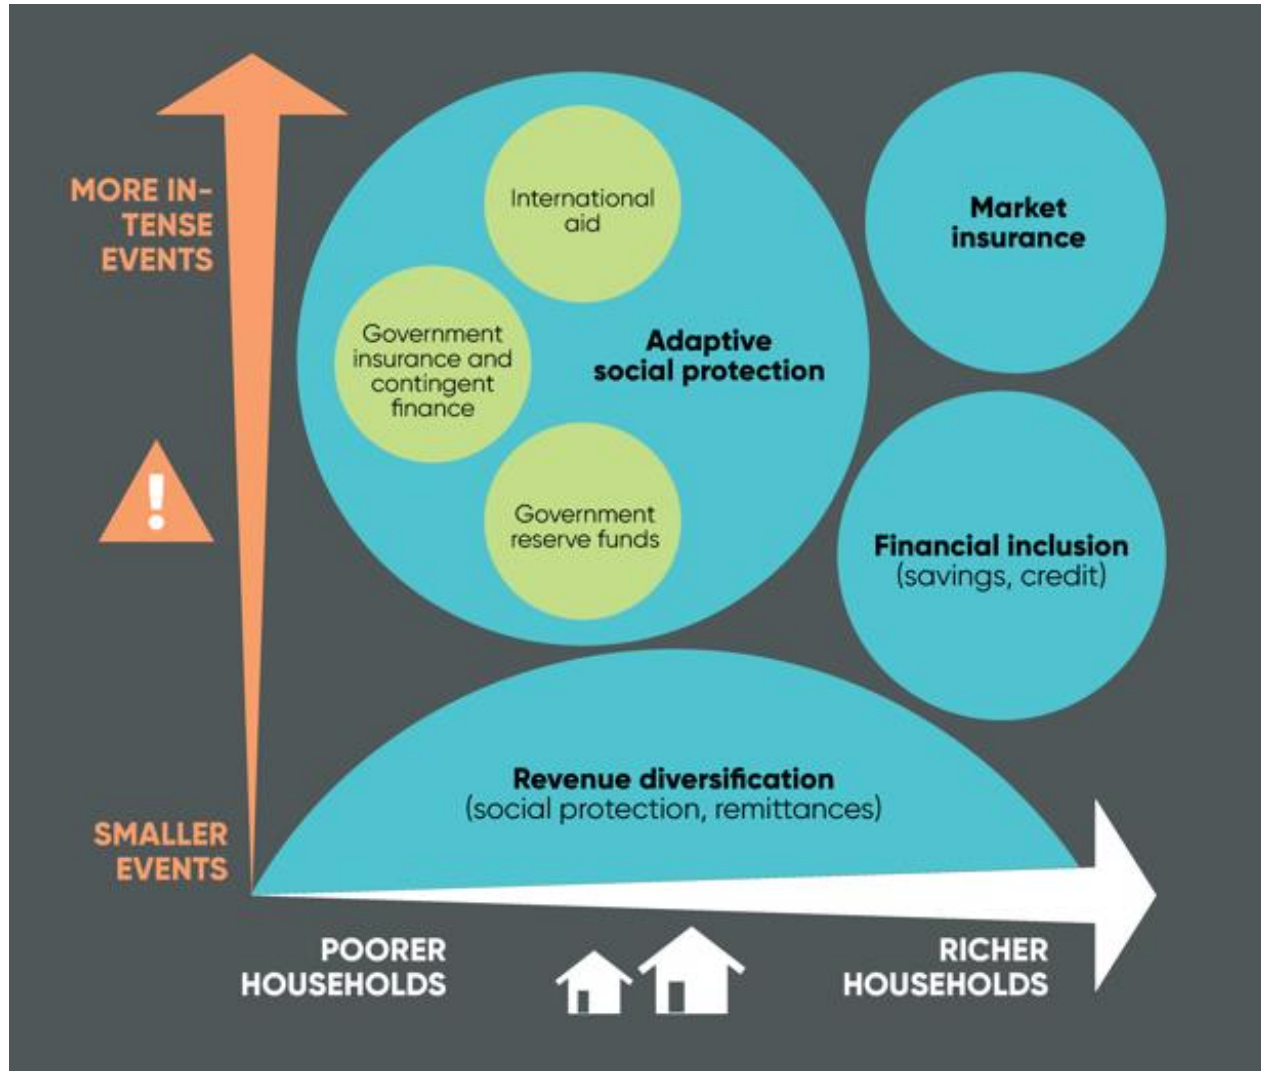 MORE IN-
TENSE
EVENTS
International
aid
Market
insurance
Government
insurance and
contingent
finance
Adaptive
social protection
!
Government
reserve funds
Financial inclusion
(savings, credit)
Revenue diversification
(social protection, remittances)
SMALLER
EVENTS
POORER
HOUSEHOLDS
RICHER
HOUSEHOLDS